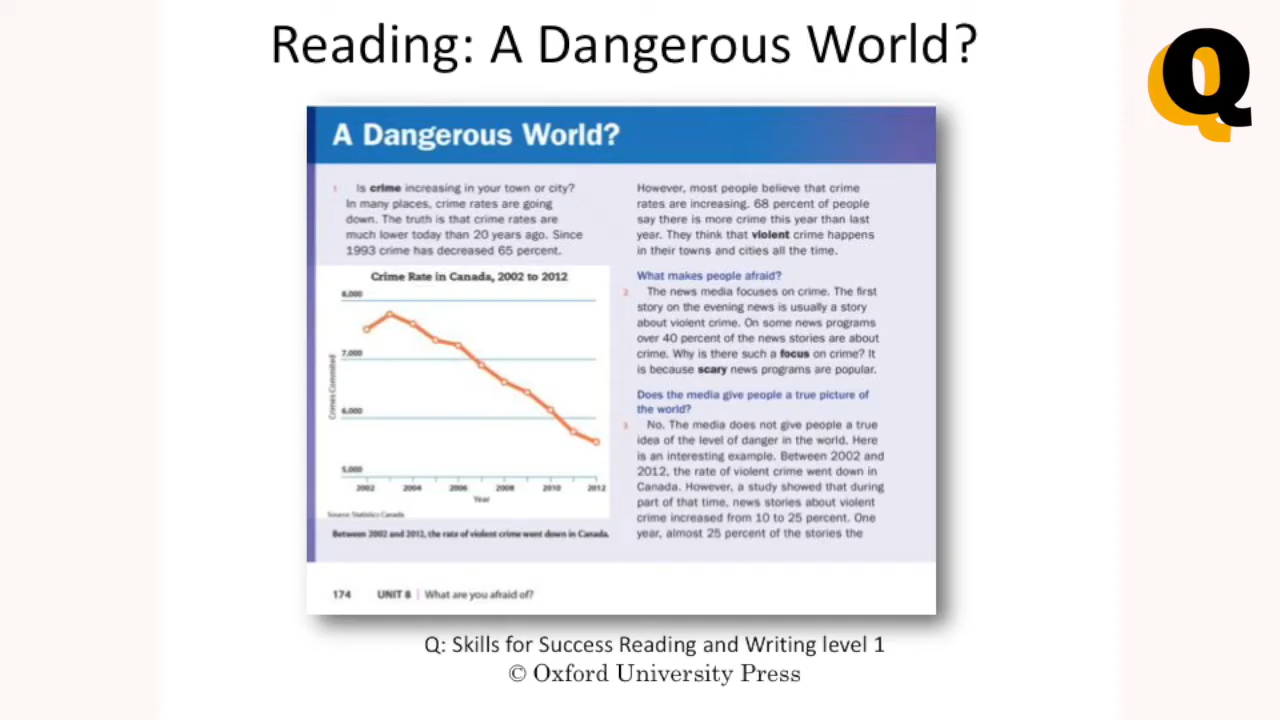 Reading: A Dangerous World?
Q
A Dangerous World?
1 Is crime increasing in your town or city?
In many places, crime rates are going
down. The truth is that crime rates are
much lower today than 20 years ago. Since
1993 crime has decreased 65 percent.
Crime Rate in Canada, 2002 to 2012
8,000
7,000
6,000
5,000
Crimes Committed
2002 2004 2006 2008 2010 2012
Year
Source: Statistics Canada
Between 2002 and 2012, the rate of violent crime went down in Canada.
However, most people believe that crime
rates are increasing. 68 percent of people
say there is more crime this year than last
year. They think that violent crime happens
in their towns and cities all the time.
What makes people afraid?
2 The news media focuses on crime. The first
story on the evening news is usually a story
about violent crime. On some news programs
over 40 percent of the news stories are about
crime. Why is there such a focus on crime? It
is because scary news programs are popular.
Does the media give people a true picture of
the world?
3 No. The media does not give people a true
idea of the level of danger in the world. Here
is an interesting example. Between 2002 and
2012, the rate of violent crime went down in
Canada. However, a study showed that during
part of that time, news stories about violent
crime increased from 10 to 25 percent. One
year, almost 25 percent of the stories the
174 UNIT 8 | What are you afraid of?
Q: Skills for Success Reading and Writing level 1
© Oxford University Press